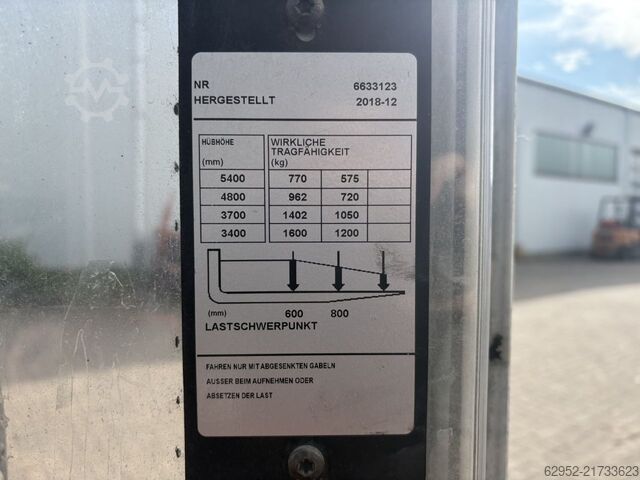 NR 6633123
HERGESTELLT 2018-12
HUBHÖHE WIRKLICHE
TRAGFÄHIGKEIT
(mm) (kg)
5400 770 575
4800 962 720
3700 1402 1050
3400 1600 1200
(mm) 600 800
LASTSCHWERPUNKT
FAHREN NUR MIT ABGESENKTEN GABELN
AUSSER BEIM AUFNEHMEN ODER
ABSETZEN DER LAST
62952-21733623